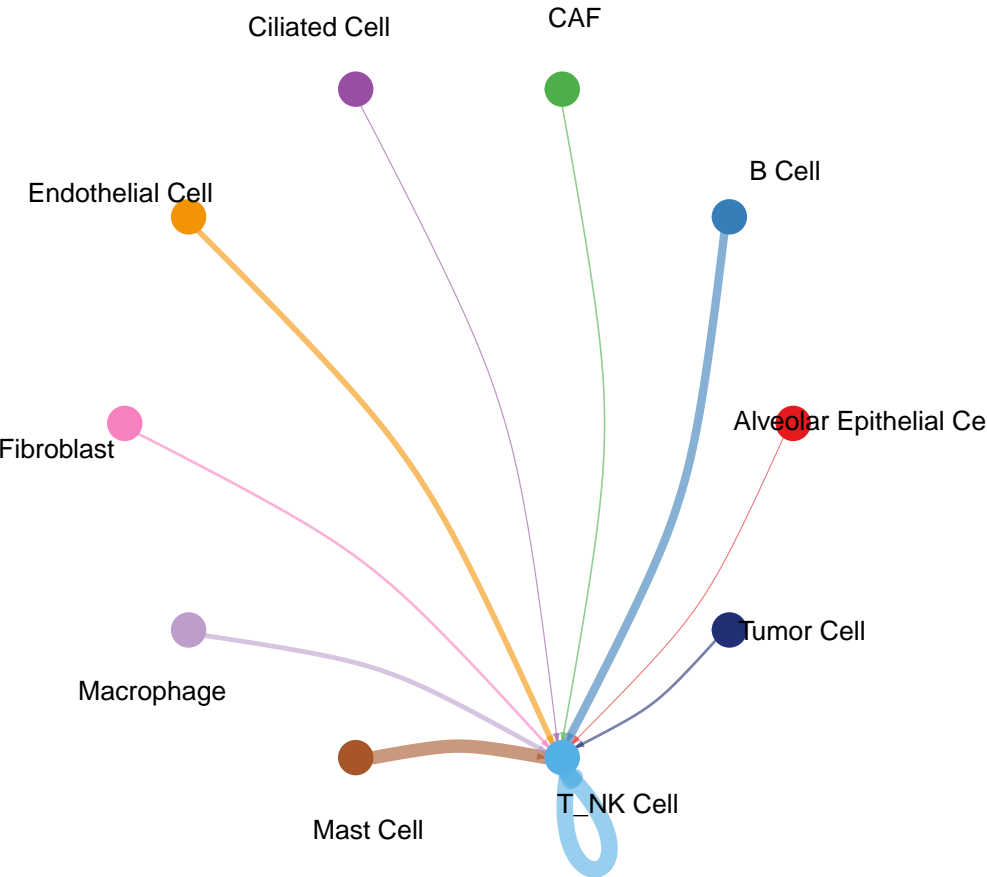 CAF
Ciliated Cell
B Cell
Endothelial Cell
Alveolar Epithelial Ce
Fibroblast
Tumor Cell
Macrophage
T_NK Cell
Mast Cell